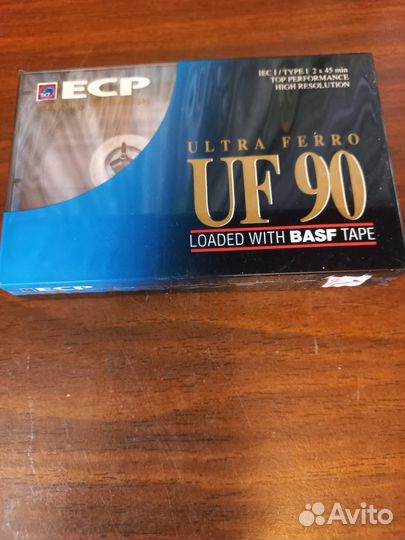 ECP
IEC I / TYPE I 2 x 45 min
TOP PERFORMANCE
HIGH RESOLUTION
ULTRA FERRO
UF 90
LOADED WITH BASF TAPE
ECP
Avito